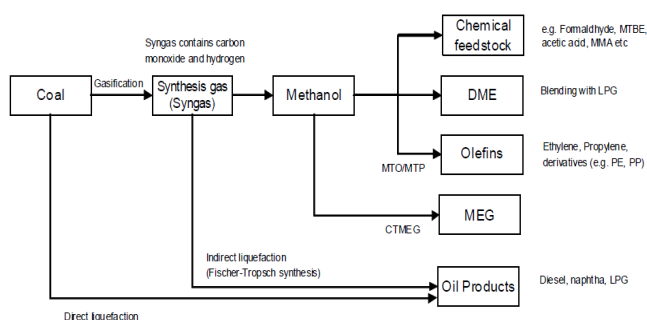 Chemical
feedstock
e.g. Formaldhyde, MTBE,
acetic acid, MMA etc
Syngas contains carbon
monoxide and hydrogen
Gasification
Coal
Synthesis gas
(Syngas)
Methanol
DME
Blending with LPG
Olefins
Ethylene, Propylene,
derivatives (e.g. PE, PP)
MTO/MTP
MEG
CTMEG
Indirect liquefaction
(Fischer-Tropsch synthesis)
Oil Products
Diesel, naphtha, LPG
Direct liquefaction